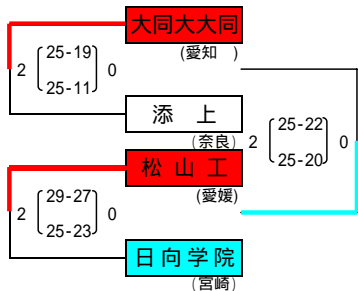 大同大大同
(愛知　)
2 25-19 0
25-11
添　上
(奈良)
2 25-22 0
25-20
松 山 工
(愛媛)
2 29-27 0
25-23
日向学院
(宮崎)